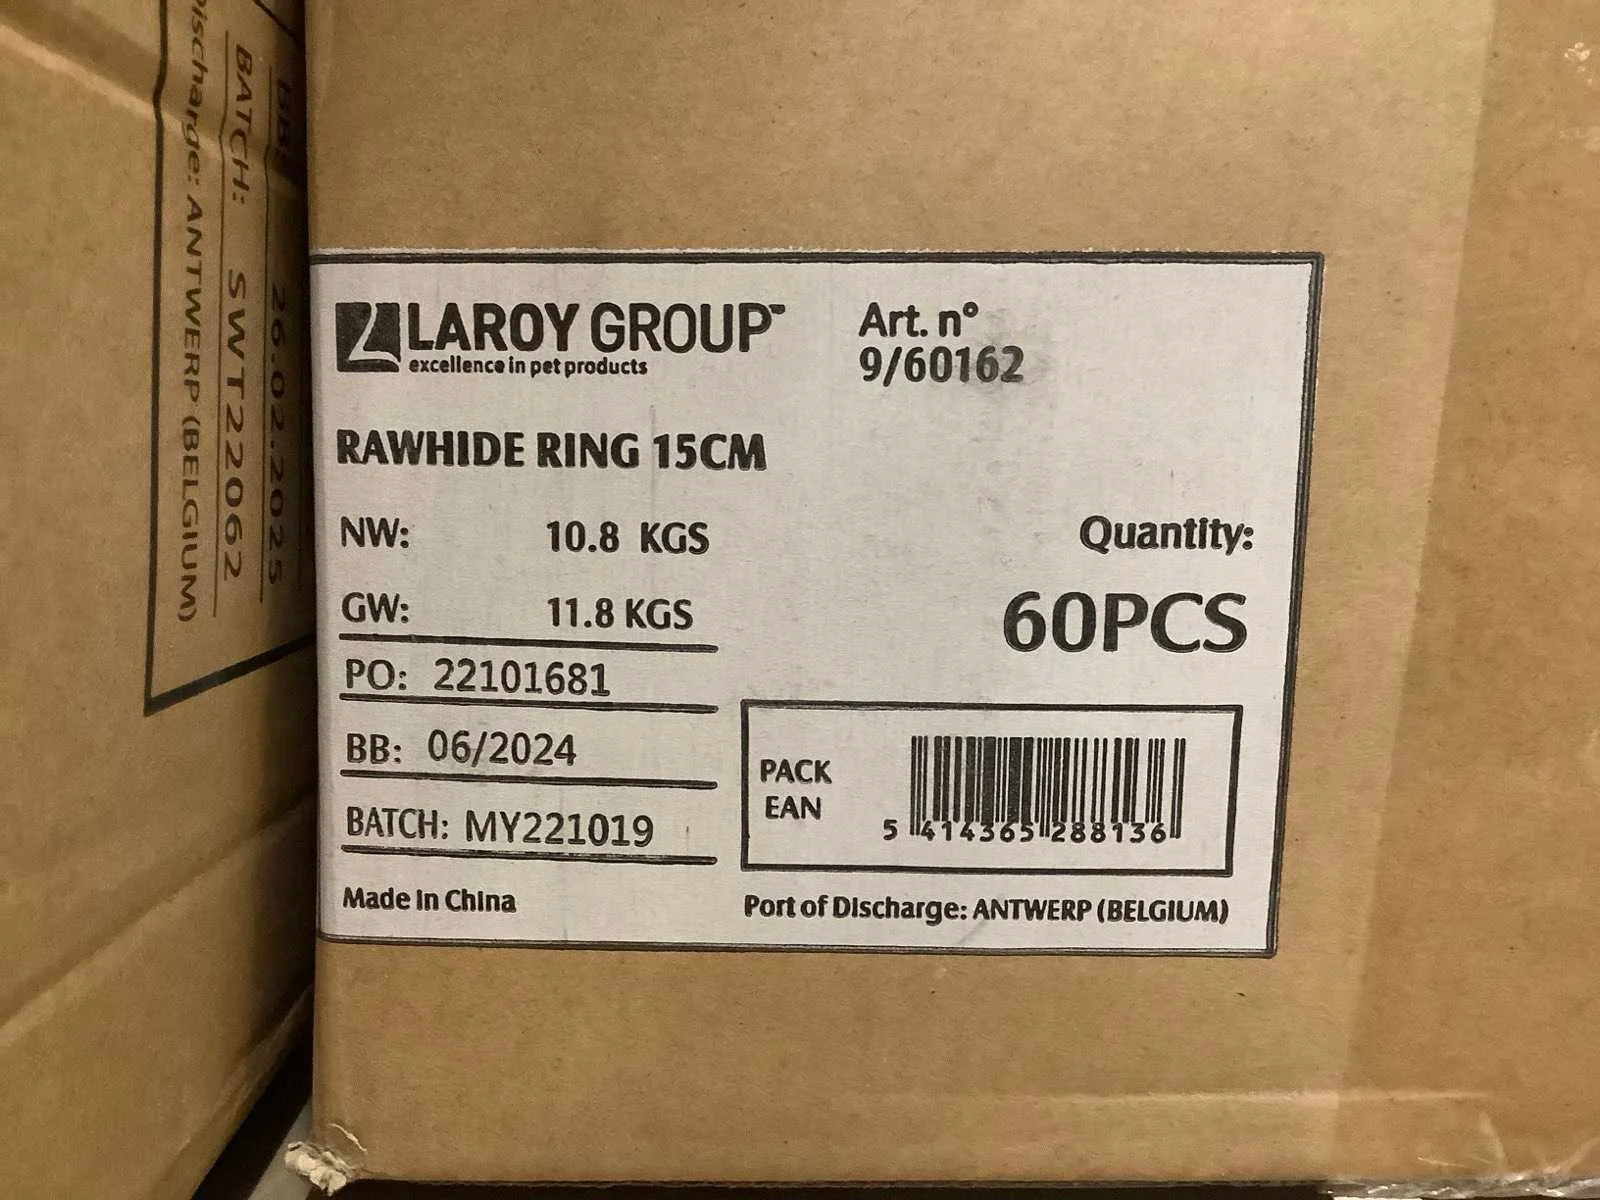 LAROY GROUP™
excellence in pet products
Art. n°
9/60162
RAWHIDE RING 15CM
NW: 10.8 KGS
GW: 11.8 KGS
Quantity:
60PCS
PO: 22101681
BB: 06/2024
BATCH: MY221019
PACK
EAN
5 414365 288136
Made in China
Port of Discharge: ANTWERP (BELGIUM)
BB: 26.02.2025
BATCH: SWT22062
Discharge: ANTWERP (BELGIUM)